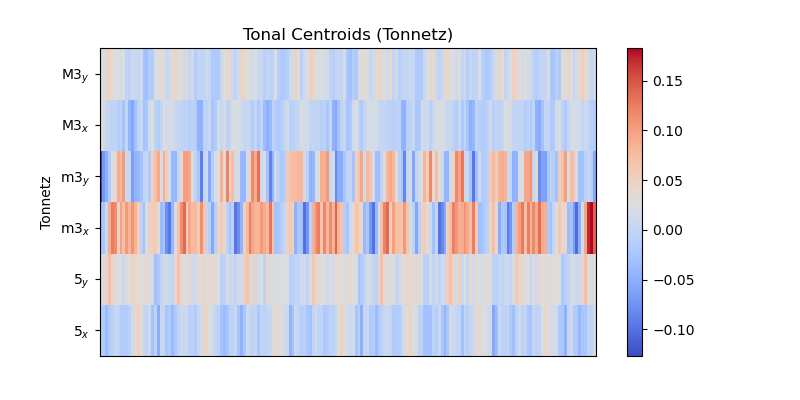 Tonal Centroids (Tonnetz)
M3y
M3x
m3y
m3x
5y
5x
Tonnetz
0.15
0.10
0.05
0.00
−0.05
−0.10